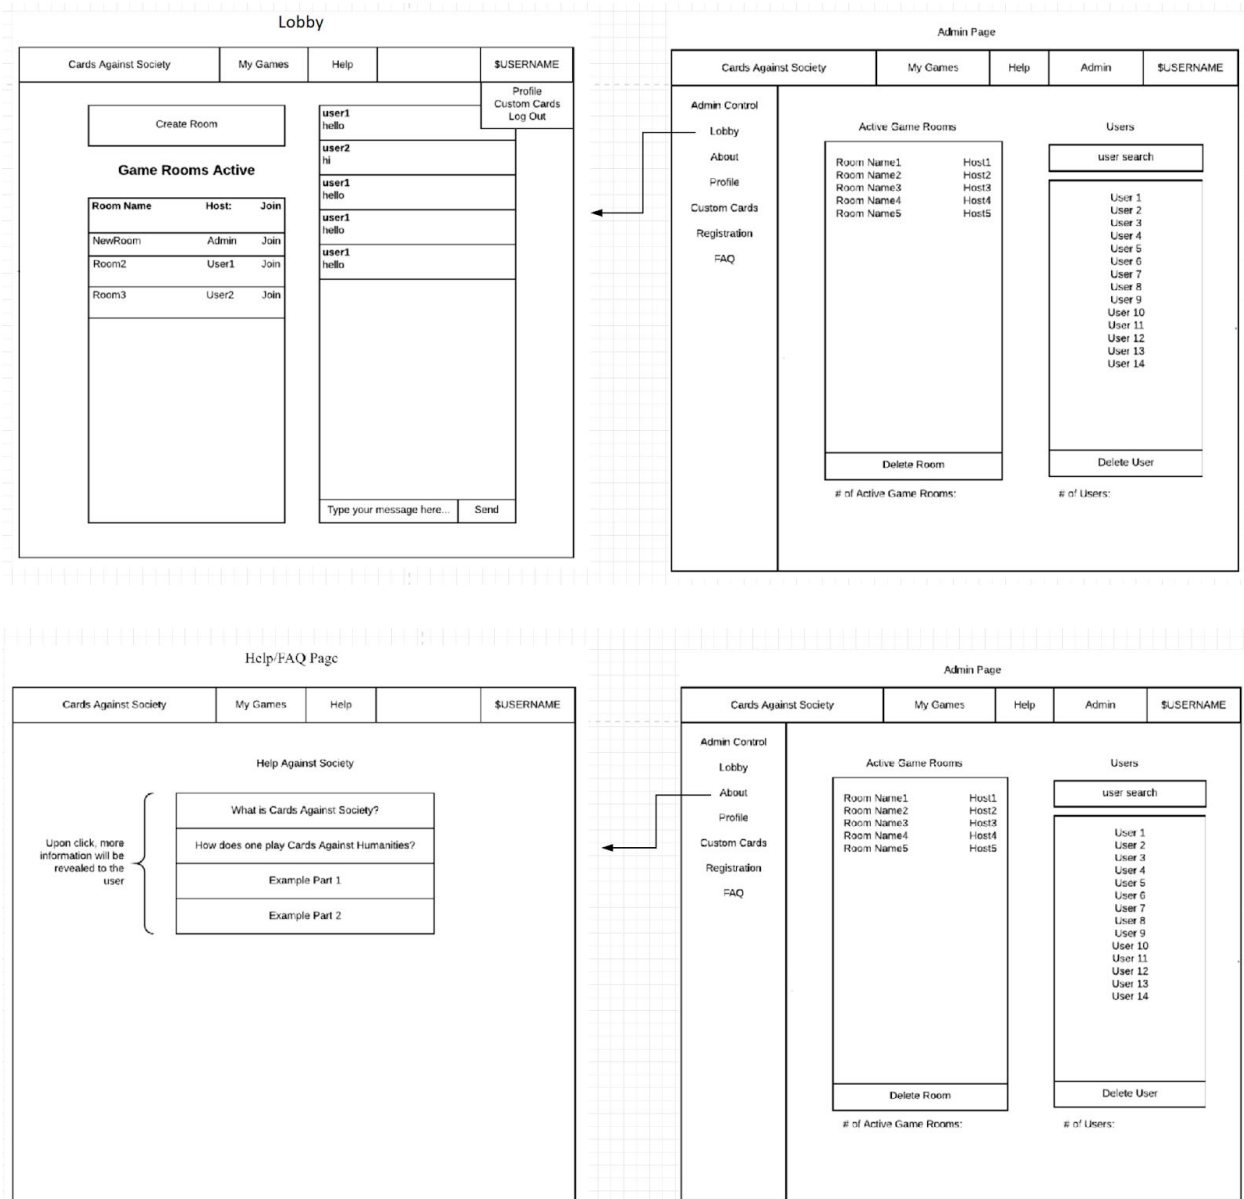 Lobby
Cards Against Society
My Games
Help
$USERNAME
Profile
Custom Cards
Log Out
Create Room
Game Rooms Active
Room Name Host: Join
NewRoom Admin Join
Room2 User1 Join
Room3 User2 Join
user1
hello
user2
hi
user1
hello
user1
hello
user1
hello
Type your message here...
Send
Admin Page
Cards Against Society
My Games
Help
Admin
$USERNAME
Admin Control
Lobby
About
Profile
Custom Cards
Registration
FAQ
Active Game Rooms
Room Name1 Host1
Room Name2 Host2
Room Name3 Host3
Room Name4 Host4
Room Name5 Host5
Delete Room
# of Active Game Rooms:
Users
user search
User 1
User 2
User 3
User 4
User 5
User 6
User 7
User 8
User 9
User 10
User 11
User 12
User 13
User 14
Delete User
# of Users:
Help/FAQ Page
Cards Against Society
My Games
Help
$USERNAME
Help Against Society
Upon click, more
information will be
revealed to the
user
What is Cards Against Society?
How does one play Cards Against Humanities?
Example Part 1
Example Part 2
Admin Page
Cards Against Society
My Games
Help
Admin
$USERNAME
Admin Control
Lobby
About
Profile
Custom Cards
Registration
FAQ
Active Game Rooms
Room Name1 Host1
Room Name2 Host2
Room Name3 Host3
Room Name4 Host4
Room Name5 Host5
Delete Room
# of Active Game Rooms:
Users
user search
User 1
User 2
User 3
User 4
User 5
User 6
User 7
User 8
User 9
User 10
User 11
User 12
User 13
User 14
Delete User
# of Users: